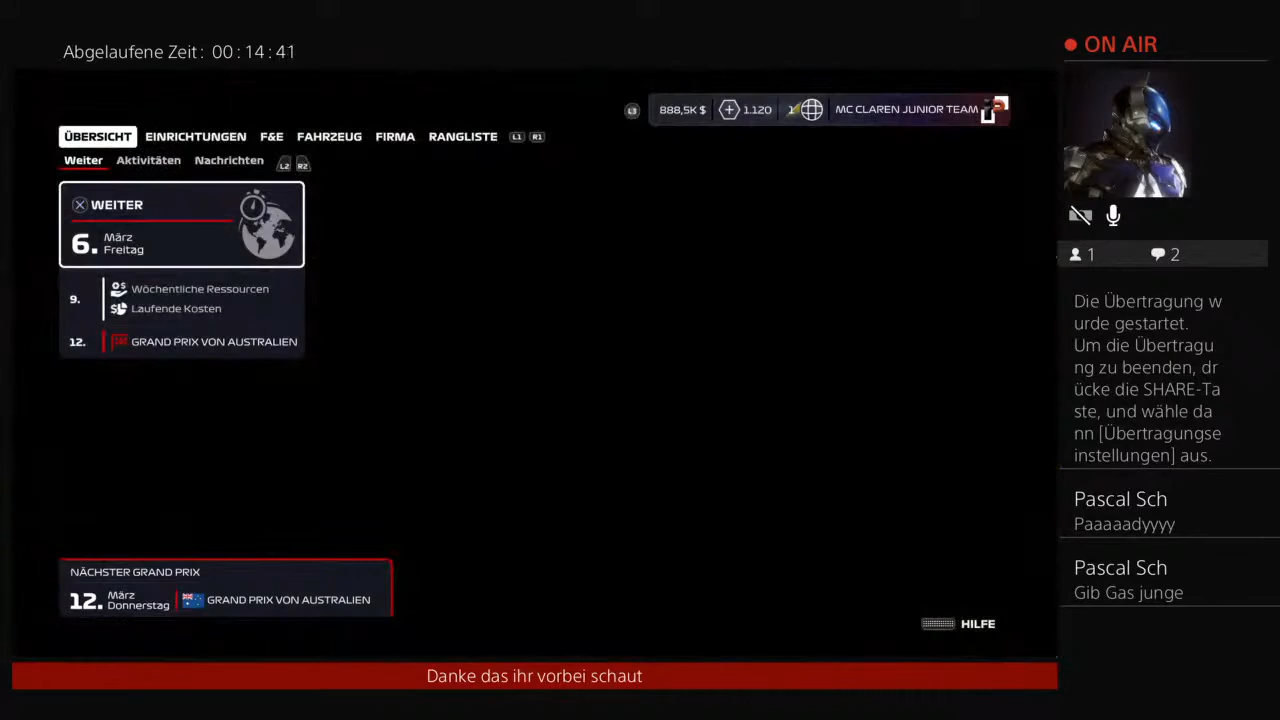 Abgelaufene Zeit: 00:14:41
ON AIR
L3 888,5K $ 1.120 1 MC CLAREN JUNIOR TEAM
ÜBERSICHT EINRICHTUNGEN F&E FAHRZEUG FIRMA RANGLISTE L1 R1
Weiter Aktivitäten Nachrichten L2 R2
WEITER
6. März
Freitag
9. Wöchentliche Ressourcen
Laufende Kosten
12. GRAND PRIX VON AUSTRALIEN
NÄCHSTER GRAND PRIX
12. März
Donnerstag
GRAND PRIX VON AUSTRALIEN
HILFE
Danke das ihr vorbei schaut
1 2
Die Übertragung w
urde gestartet.
Um die Übertragu
ng zu beenden, dr
ücke die SHARE-Ta
ste, und wähle da
nn [Übertragungse
instellungen] aus.
Pascal Sch
Paaaaadyyyy
Pascal Sch
Gib Gas junge